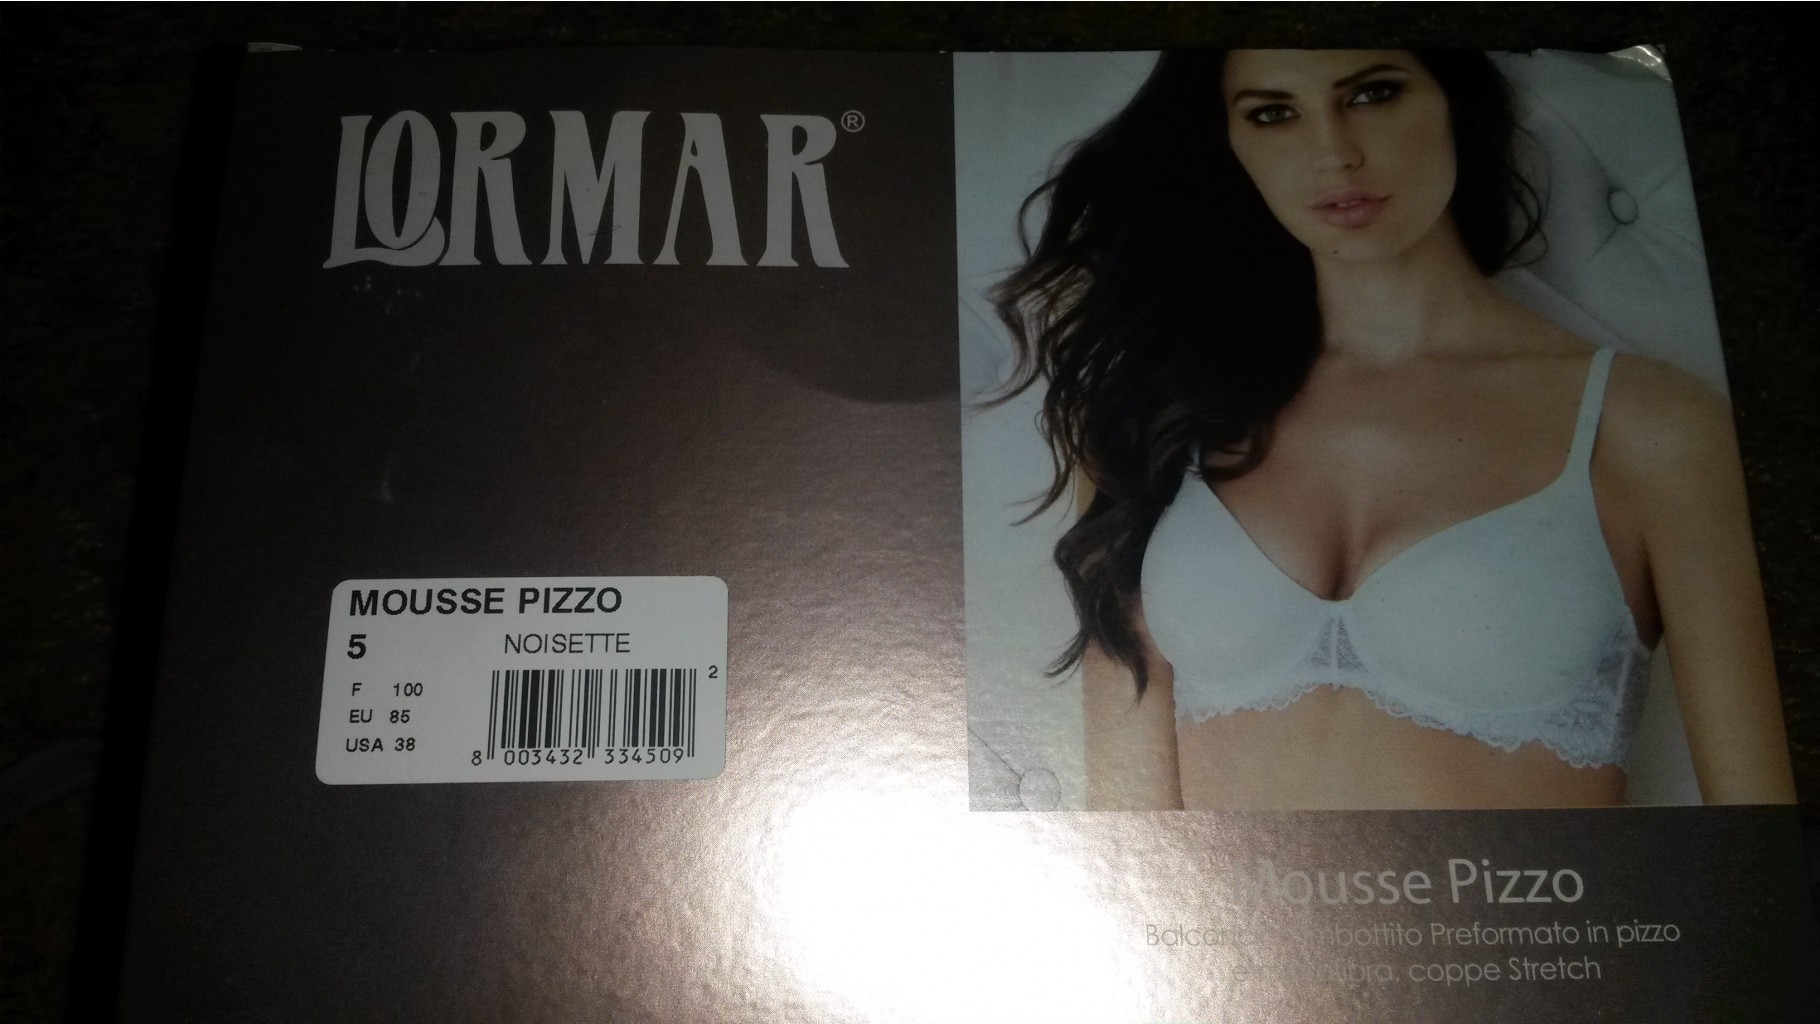 LORMAR®
MOUSSE PIZZO
5 NOISETTE
F 100
EU 85
USA 38
2
8 003432 334509
Mousse Pizzo
Preformato in pizzo
coppe Stretch